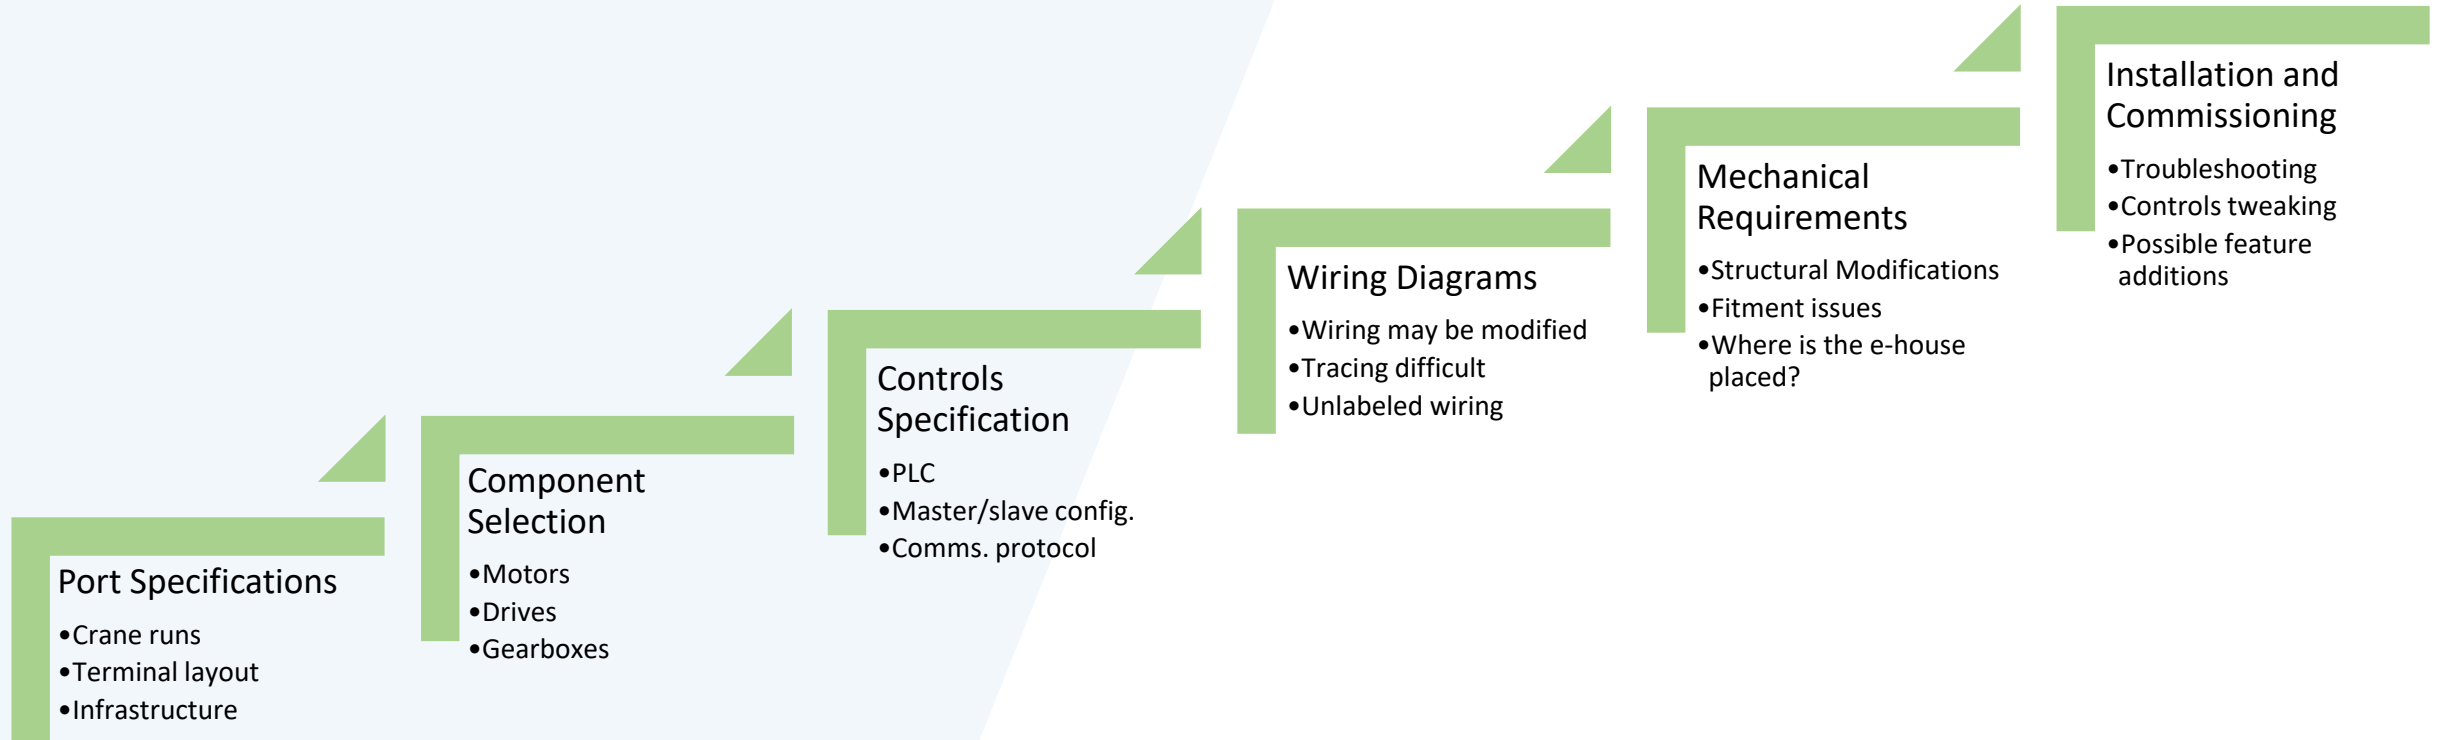 Port Specifications
•Crane runs
•Terminal layout
•Infrastructure
Component
Selection
•Motors
•Drives
•Gearboxes
Controls
Specification
•PLC
•Master/slave config.
•Comms. protocol
Wiring Diagrams
•Wiring may be modified
•Tracing difficult
•Unlabeled wiring
Mechanical
Requirements
•Structural Modifications
•Fitment issues
•Where is the e-house
placed?
Installation and
Commissioning
•Troubleshooting
•Controls tweaking
•Possible feature
additions